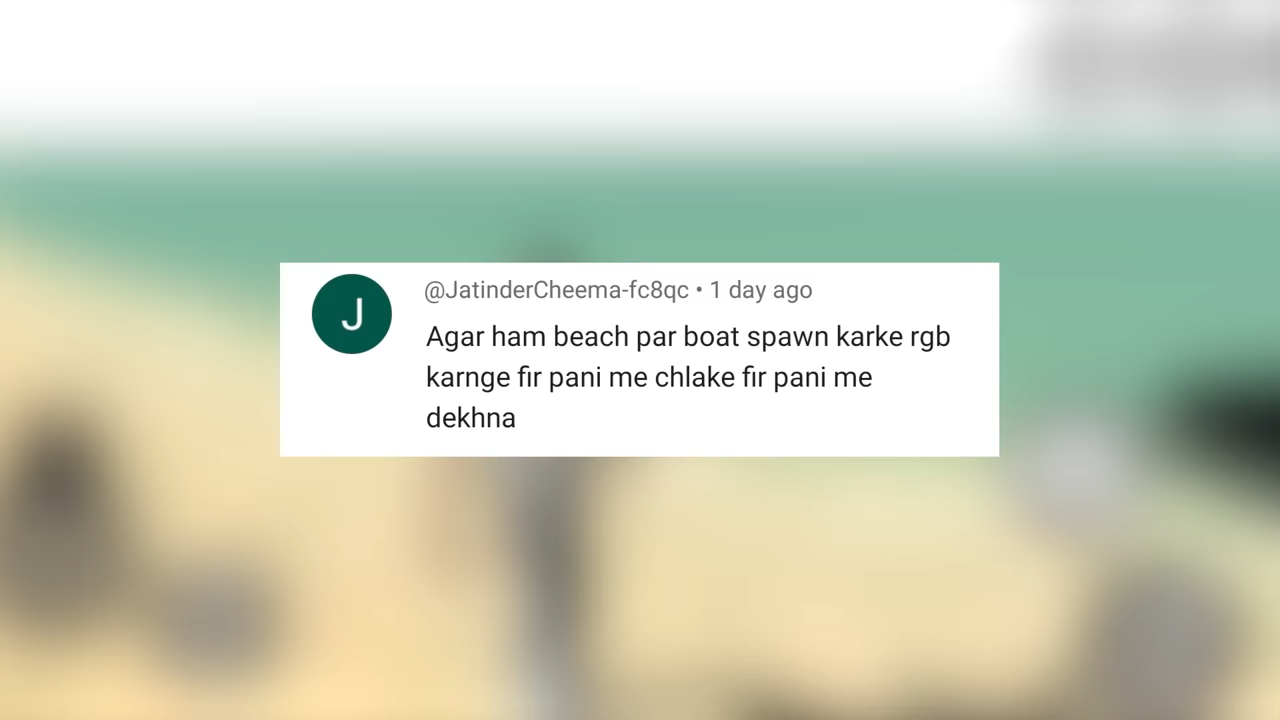 J
@JatinderCheema-fc8qc • 1 day ago
Agar ham beach par boat spawn karke rgb
karnge fir pani me chlake fir pani me
dekhna